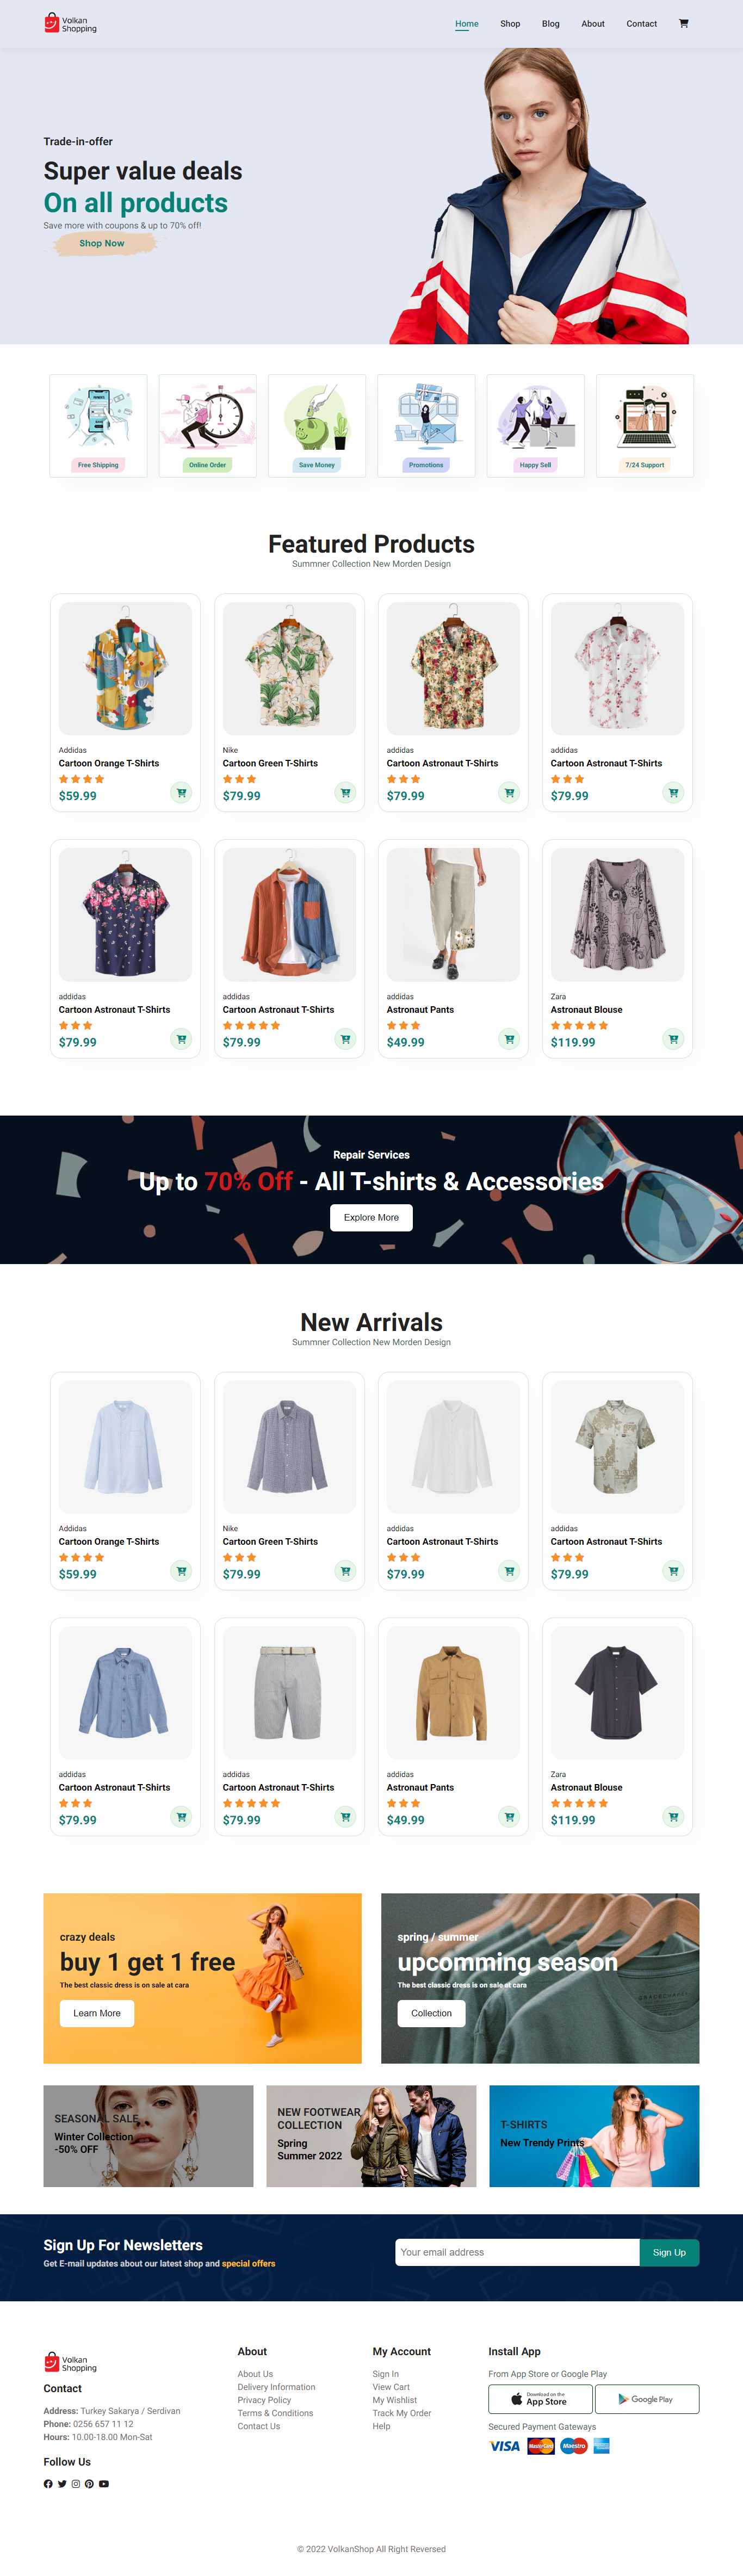 Volkan
Shopping
Home
Shop
Blog
About
Contact
Trade-in-offer
Super value deals
On all products
Save more with coupons & up to 70% off!
Shop Now
Free Shipping
Online Order
Save Money
Promotions
Happy Sell
7/24 Support
Featured Products
Summner Collection New Morden Design
Addidas
Cartoon Orange T-Shirts
$59.99
Nike
Cartoon Green T-Shirts
$79.99
addidas
Cartoon Astronaut T-Shirts
$79.99
addidas
Cartoon Astronaut T-Shirts
$79.99
addidas
Cartoon Astronaut T-Shirts
$79.99
addidas
Cartoon Astronaut T-Shirts
$79.99
addidas
Astronaut Pants
$49.99
Zara
Astronaut Blouse
$119.99
Repair Services
Up to 70% Off - All T-shirts & Accessories
Explore More
New Arrivals
Summner Collection New Morden Design
Addidas
Cartoon Orange T-Shirts
$59.99
Nike
Cartoon Green T-Shirts
$79.99
addidas
Cartoon Astronaut T-Shirts
$79.99
addidas
Cartoon Astronaut T-Shirts
$79.99
addidas
Cartoon Astronaut T-Shirts
$79.99
addidas
Cartoon Astronaut T-Shirts
$79.99
addidas
Astronaut Pants
$49.99
Zara
Astronaut Blouse
$119.99
crazy deals
buy 1 get 1 free
The best classic dress is on sale at cara
Learn More
spring / summer
upcomming season
The best classic dress is on sale at cara
Collection
SEASONAL SALE
Winter Collection
-50% OFF
NEW FOOTWEAR
COLLECTION
Spring
Summer 2022
T-SHIRTS
New Trendy Prints
Sign Up For Newsletters
Get E-mail updates about our latest shop and special offers
Your email address
Sign Up
Volkan
Shopping
Contact
Address: Turkey Sakarya / Serdivan
Phone: 0256 657 11 12
Hours: 10.00-18.00 Mon-Sat
Follow Us
About
About Us
Delivery Information
Privacy Policy
Terms & Conditions
Contact Us
My Account
Sign In
View Cart
My Wishlist
Track My Order
Help
Install App
From App Store or Google Play
Download on the
App Store
Google Play
Secured Payment Gateways
VISA
MasterCard
Maestro
© 2022 VolkanShop All Right Reversed